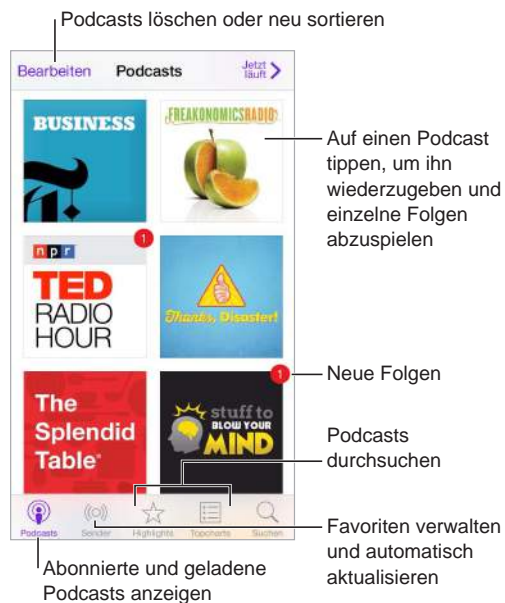 Podcasts löschen oder neu sortieren
Bearbeiten
Podcasts
Jetzt
läuft
BUSINESS
FREAKONOMICSRADIO
Auf einen Podcast
tippen, um ihn
wiederzugeben und
einzelne Folgen
abzuspielen
1
npr
TED
RADIO
HOUR
Thanks, Disaster!
1
Neue Folgen
The
Splendid
Table
stuff to
BLOW YOUR
MIND
Podcasts
durchsuchen
Podcasts
Sender
Highlights
Topcharts
Suchen
Favoriten verwalten
und automatisch
aktualisieren
Abonnierte und geladene
Podcasts anzeigen